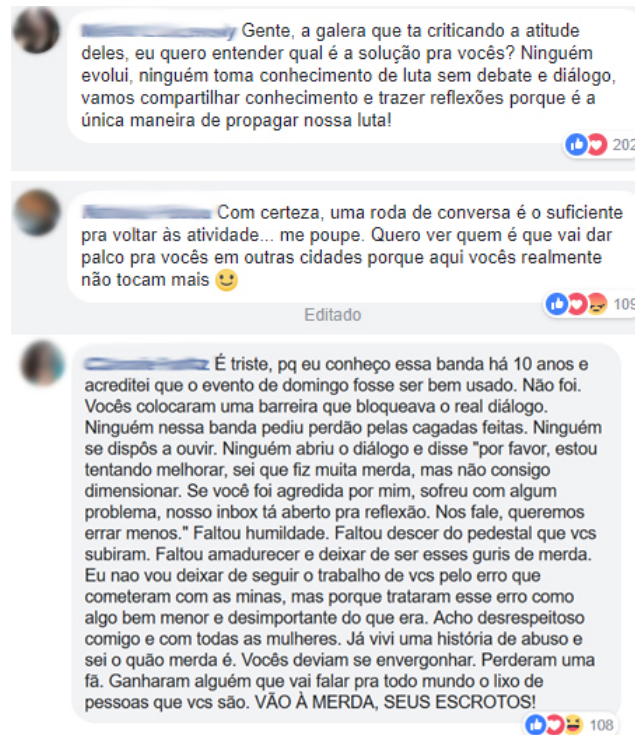 Gente, a galera que ta criticando a atitude
deles, eu quero entender qual é a solução pra vocês? Ninguém
evolui, ninguém toma conhecimento de luta sem debate e diálogo,
vamos compartilhar conhecimento e trazer reflexões porque é a
única maneira de propagar nossa luta!
202
Com certeza, uma roda de conversa é o suficiente
pra voltar às atividade... me poupe. Quero ver quem é que vai dar
palco pra vocês em outras cidades porque aqui vocês realmente
não tocam mais
109
Editado
É triste, pq eu conheço essa banda há 10 anos e
acreditei que o evento de domingo fosse ser bem usado. Não foi.
Vocês colocaram uma barreira que bloqueava o real diálogo.
Ninguém nessa banda pediu perdão pelas cagadas feitas. Ninguém
se dispôs a ouvir. Ninguém abriu o diálogo e disse "por favor, estou
tentando melhorar, sei que fiz muita merda, mas não consigo
dimensionar. Se você foi agredida por mim, sofreu com algum
problema, nosso inbox tá aberto pra reflexão. Nos fale, queremos
errar menos." Faltou humildade. Faltou descer do pedestal que vcs
subiram. Faltou amadurecer e deixar de ser esses guris de merda.
Eu nao vou deixar de seguir o trabalho de vcs pelo erro que
cometeram com as minas, mas porque trataram esse erro como
algo bem menor e desimportante do que era. Acho desrespeitoso
comigo e com todas as mulheres. Já vivi uma história de abuso e
sei o quão merda é. Vocês deviam se envergonhar. Perderam uma
fã. Ganharam alguém que vai falar pra todo mundo o lixo de
pessoas que vcs são. VÃO À MERDA, SEUS ESCROTOS!
108